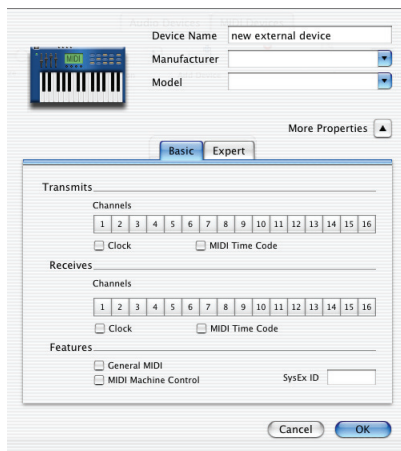 Device Name new external device
Manufacturer
MIDI
Model
More Properties
Basic Expert
Transmits
Channels
1 2 3 4 5 6 7 8 9 10 11 12 13 14 15 16
Clock MIDI Time Code
Receives
Channels
1 2 3 4 5 6 7 8 9 10 11 12 13 14 15 16
Clock MIDI Time Code
Features
General MIDI
MIDI Machine Control SysEx ID
Cancel OK